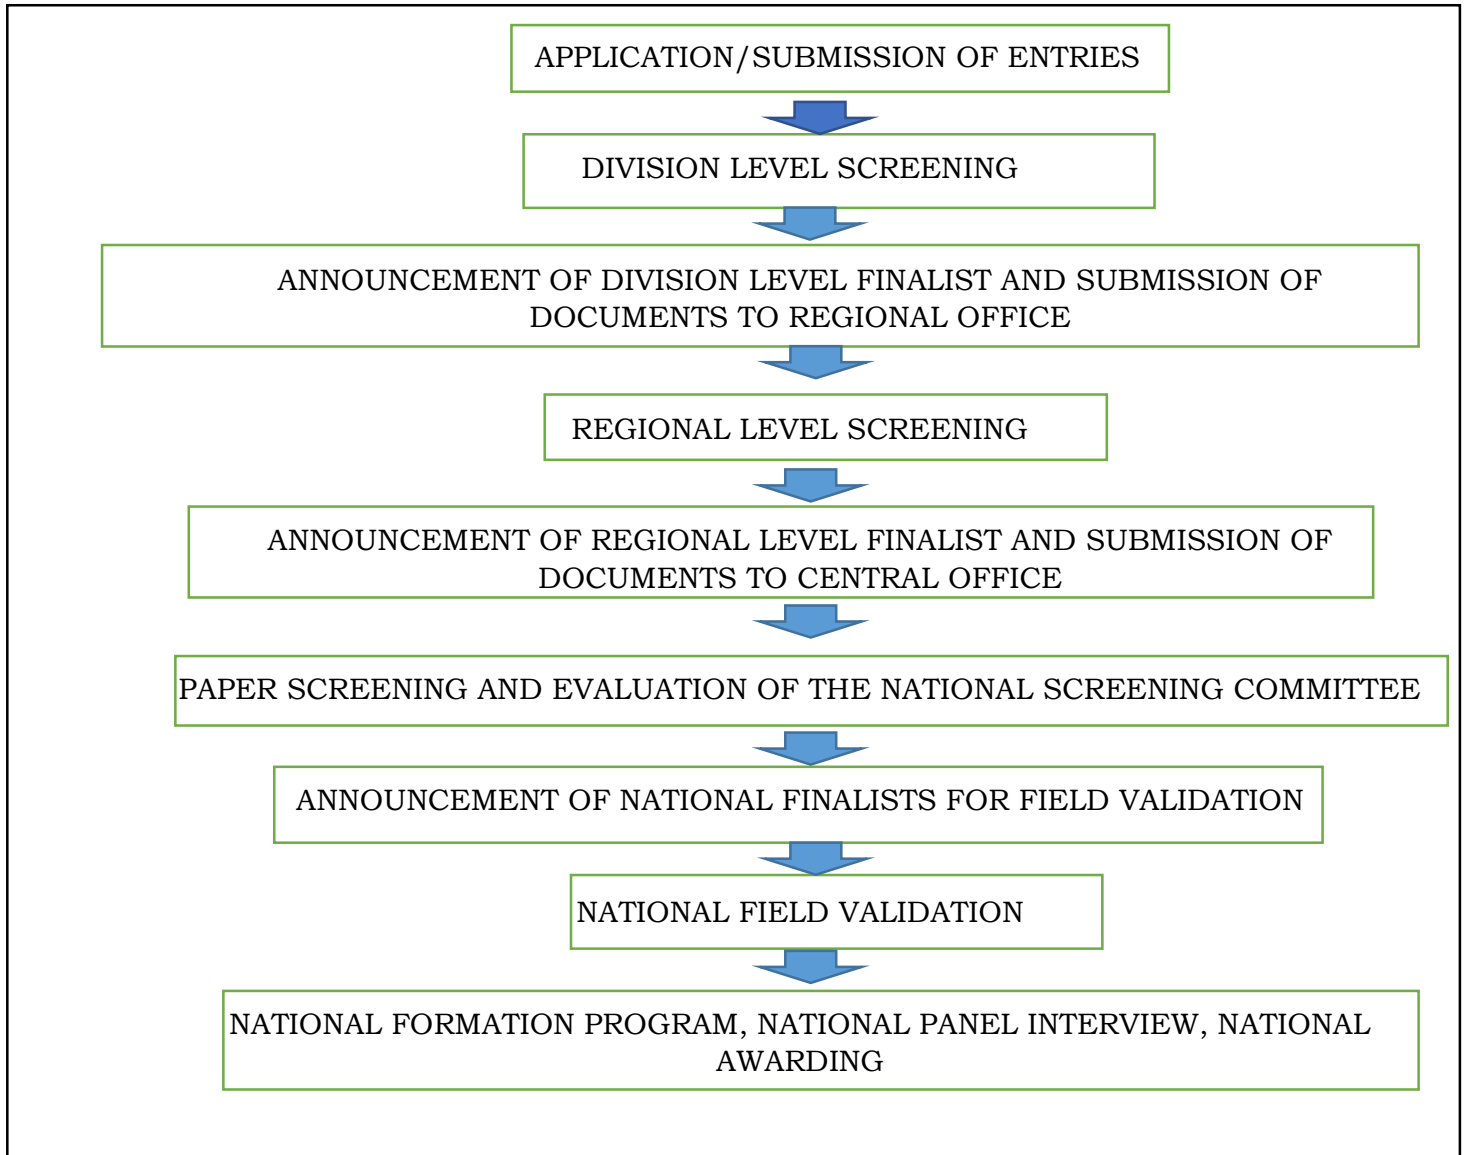 APPLICATION/SUBMISSION OF ENTRIES
DIVISION LEVEL SCREENING
ANNOUNCEMENT OF DIVISION LEVEL FINALIST AND SUBMISSION OF
DOCUMENTS TO REGIONAL OFFICE
REGIONAL LEVEL SCREENING
ANNOUNCEMENT OF REGIONAL LEVEL FINALIST AND SUBMISSION OF
DOCUMENTS TO CENTRAL OFFICE
PAPER SCREENING AND EVALUATION OF THE NATIONAL SCREENING COMMITTEE
ANNOUNCEMENT OF NATIONAL FINALISTS FOR FIELD VALIDATION
NATIONAL FIELD VALIDATION
NATIONAL FORMATION PROGRAM, NATIONAL PANEL INTERVIEW, NATIONAL
AWARDING